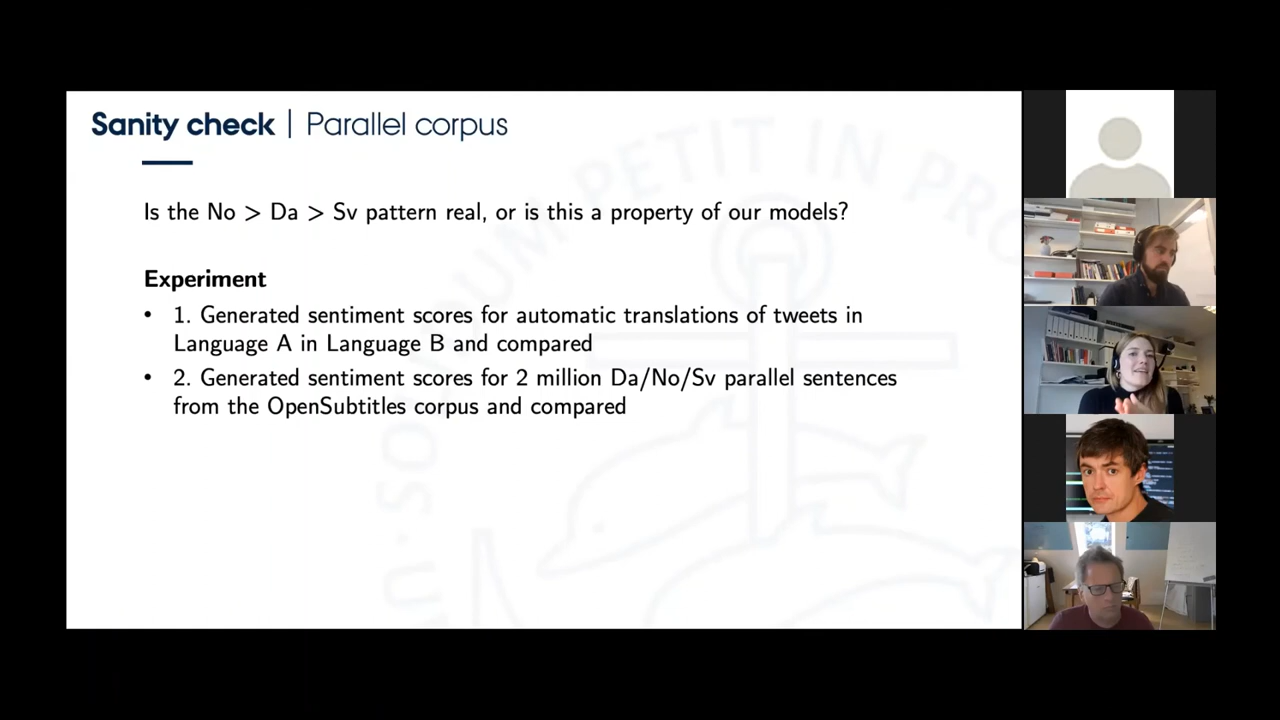 Sanity check | Parallel corpus
Is the No > Da > Sv pattern real, or is this a property of our models?
Experiment
• 1. Generated sentiment scores for automatic translations of tweets in
Language A in Language B and compared
• 2. Generated sentiment scores for 2 million Da/No/Sv parallel sentences
from the OpenSubtitles corpus and compared